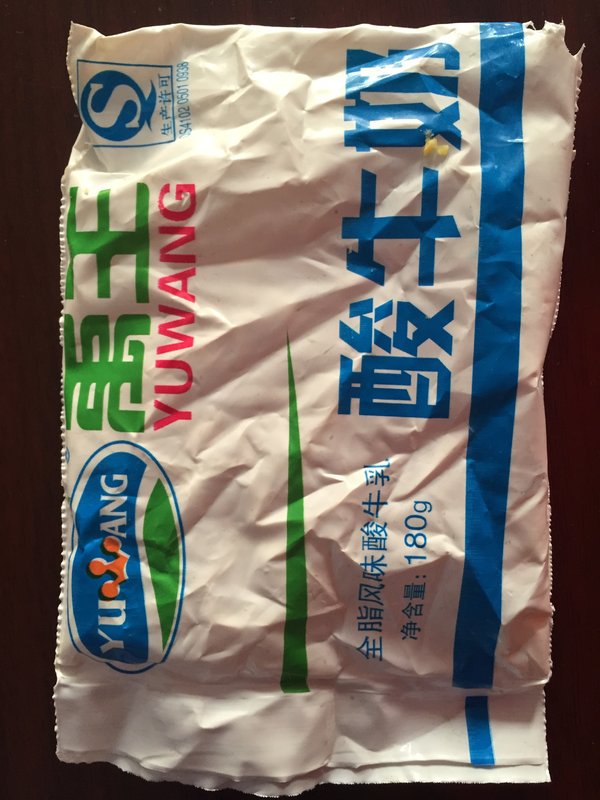 YUWANG
禹王
YUWANG
生产许可
S4102 0501 0938
酸牛奶
全脂风味酸牛乳
净含量:180g